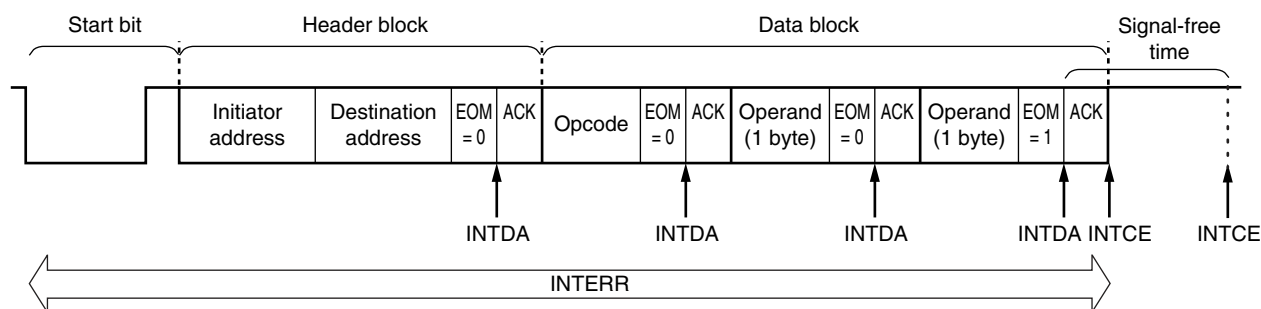 Start bit
Header block
Data block
Signal-free
time
Initiator
address
Destination
address
EOM
= 0
ACK
Opcode
EOM
= 0
ACK
Operand
(1 byte)
EOM
= 0
ACK
Operand
(1 byte)
EOM
= 1
ACK
INTDA
INTDA
INTDA
INTDA
INTCE
INTCE
INTERR